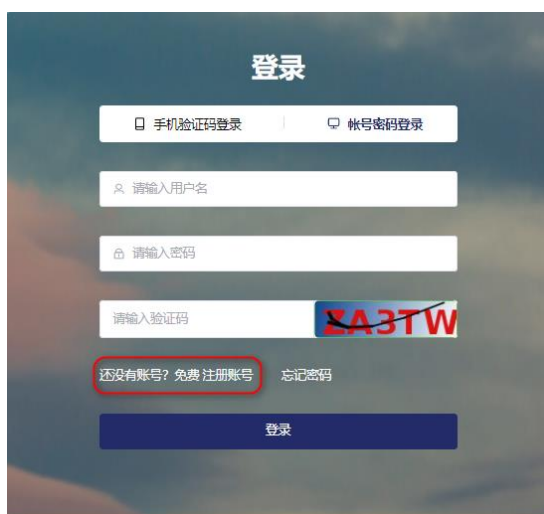 登录
手机验证码登录 帐号密码登录
请输入用户名
请输入密码
请输入验证码 ZA3TW
还没有账号？免费 注册账号 忘记密码
登录